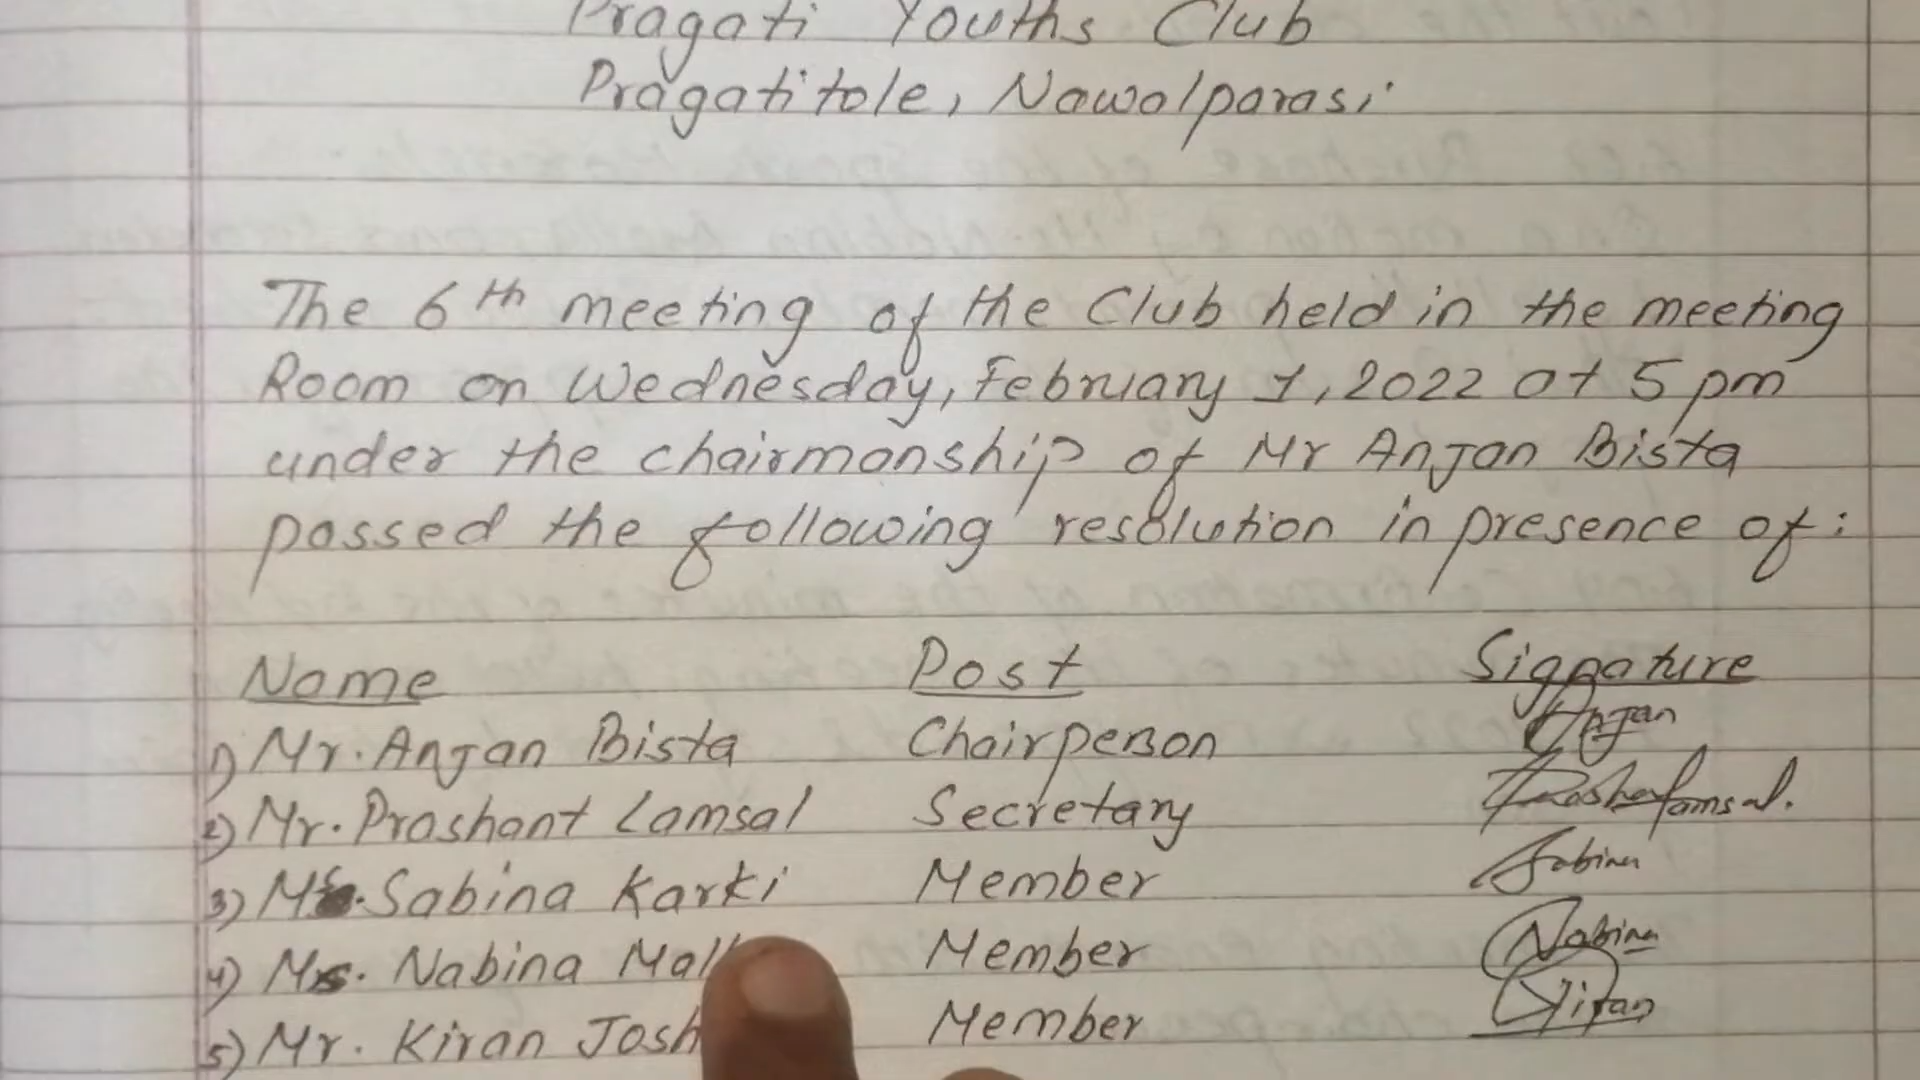 Pragati Youths Club
Pragatitole, Nawalparasi
The 6th meeting of the Club held in the meeting
Room on Wednesday, February 1, 2022 at 5 pm
under the chairmanship of Mr Anjan Bista
passed the following resolution in presence of:
Name Post Signature
1) Mr. Anjan Bista Chairperson Anjan
2) Mr. Prashant Lamsal Secretary Lamsal.
3) Ms. Sabina Karki Member Sabina
4) Ms. Nabina Member Nabina
5) Mr. Kiran Member Kiran